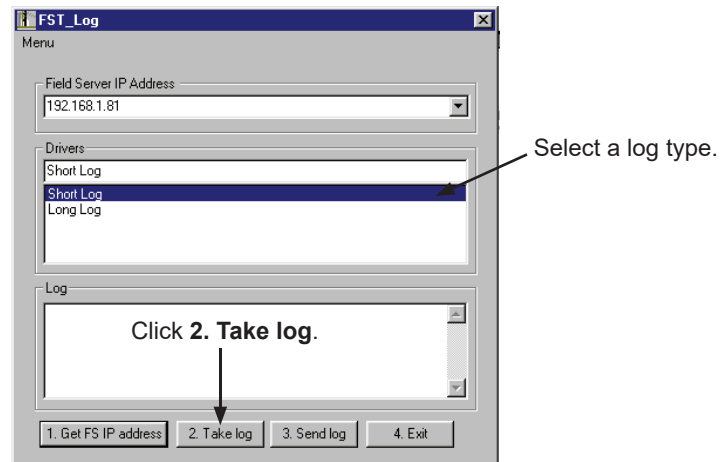 FST_Log
Menu
Field Server IP Address
192.168.1.81
Drivers
Short Log
Short Log
Long Log
Select a log type.
Log
Click 2. Take log.
1. Get FS IP address
2. Take log
3. Send log
4. Exit